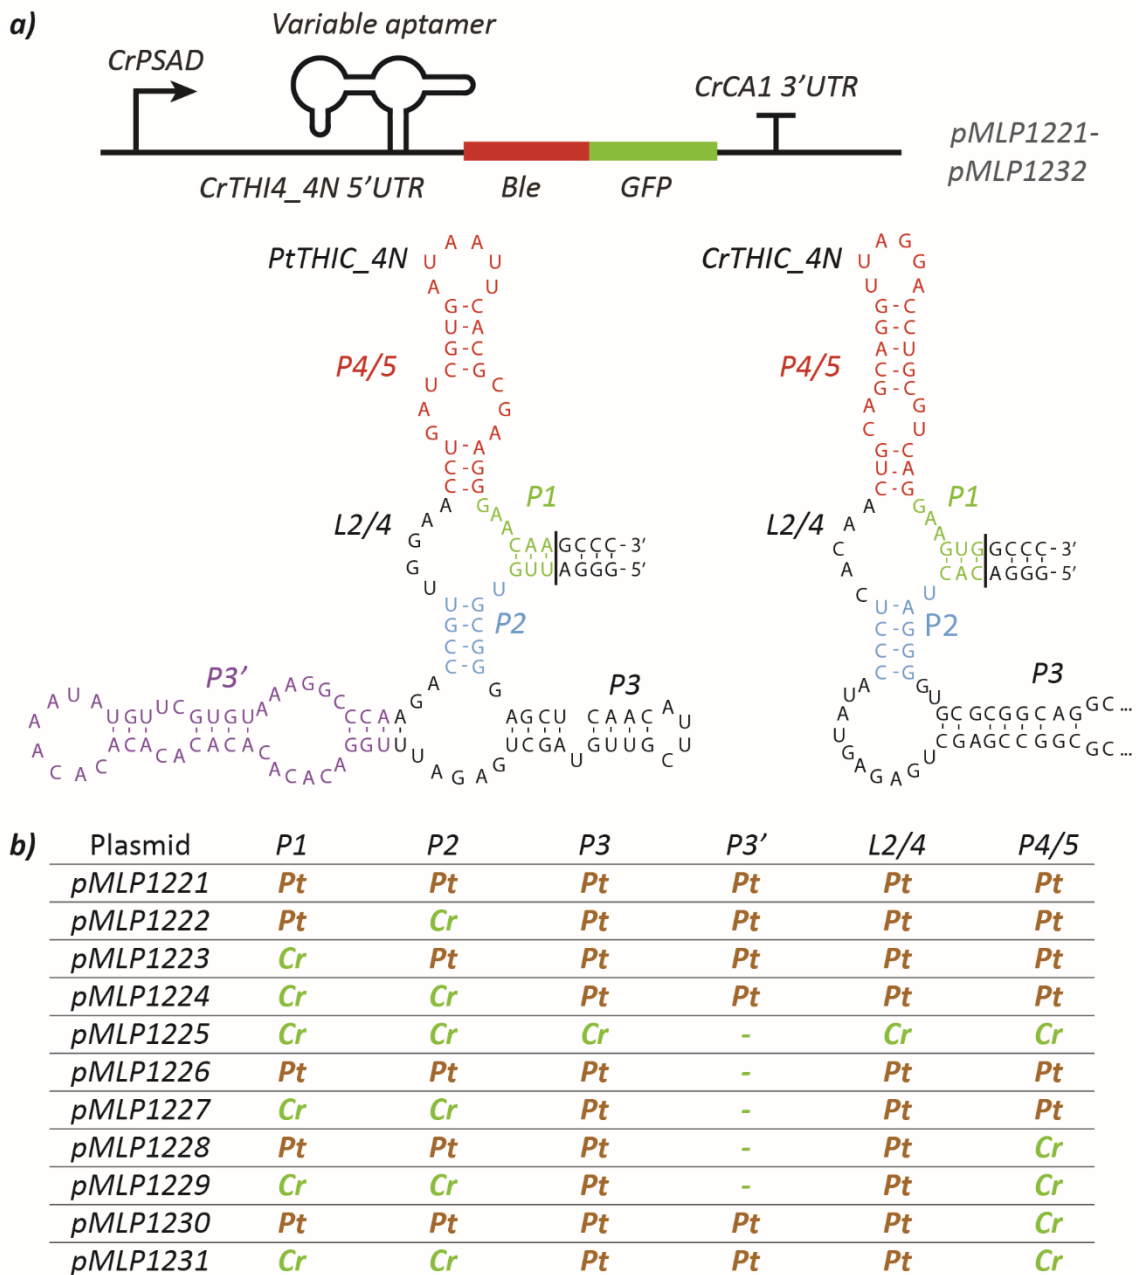 a)
Variable aptamer
CrPSAD
CrCA1 3'UTR
pMLP1221-
pMLP1232
CrTHI4_4N 5'UTR
Ble
GFP
PtTHIC_4N
CrTHIC_4N
A A
U U
A U
G - C
U - A
G - C
C - G
U C
A G
G A
U - A
C - G
C - G
P4/5
L2/4
A
A
G
G
U
P1
G A A
C A A G C C C - 3'
G U U A G G G - 5'
U
U - G
G - C
C - G
C - G
P2
P3'
P3
A U A
A U G U U C G U G U A A A G G C C C A A G A
A A C A C A C A C A C A C A C A G G U U U
U A G A G
G
A G C U C A A C A U
U C G A U G U U G C U
A G
U G
U A
G - C
G - C
A - U
C - G
G - C
A G
C U
G - C
U - A
C - G
P4/5
L2/4
A
A
C
A
C
P1
G A A
G U G G C C C - 3'
C A C A G G G - 5'
U
U - A
C - G
C - G
C - G
P2
P3
A
U
A
U
G
A
G
A
G
U
G U
G C G C G G C A G G C ...
C G A G C C G G C G C ...
b)
Plasmid P1 P2 P3 P3' L2/4 P4/5
pMLP1221 Pt Pt Pt Pt Pt Pt
pMLP1222 Pt Cr Pt Pt Pt Pt
pMLP1223 Cr Pt Pt Pt Pt Pt
pMLP1224 Cr Cr Pt Pt Pt Pt
pMLP1225 Cr Cr Cr - Cr Cr
pMLP1226 Pt Pt Pt - Pt Pt
pMLP1227 Cr Cr Pt - Pt Pt
pMLP1228 Pt Pt Pt - Pt Cr
pMLP1229 Cr Cr Pt - Pt Cr
pMLP1230 Pt Pt Pt Pt Pt Cr
pMLP1231 Cr Cr Pt Pt Pt Cr